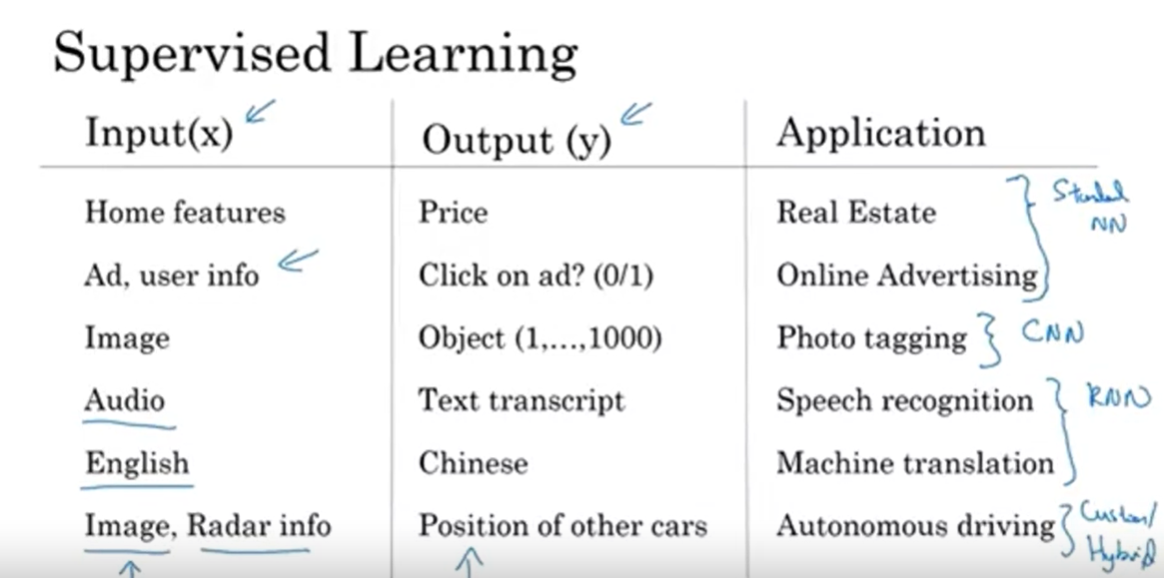 Supervised Learning
Input(x) Output (y) Application
Home features Price Real Estate Standard
NN
Ad, user info Click on ad? (0/1) Online Advertising
Image Object (1,...,1000) Photo tagging CNN
Audio Text transcript Speech recognition RNN
English Chinese Machine translation
Image, Radar info Position of other cars Autonomous driving Custom/
Hybrid